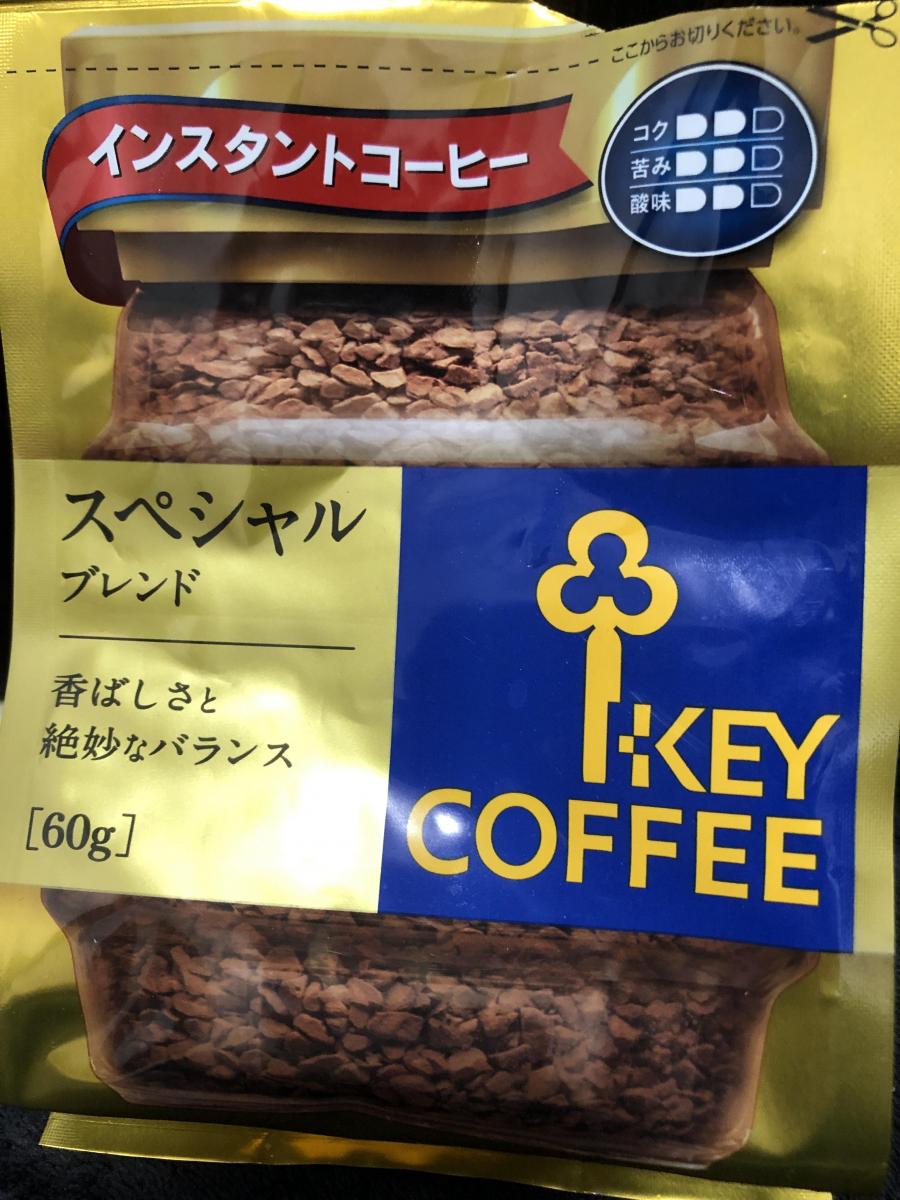 ここからお切りください。
インスタントコーヒー
コク
苦み
酸味
スペシャル
ブレンド
香ばしさと
絶妙なバランス
[60g]
KEY
COFFEE